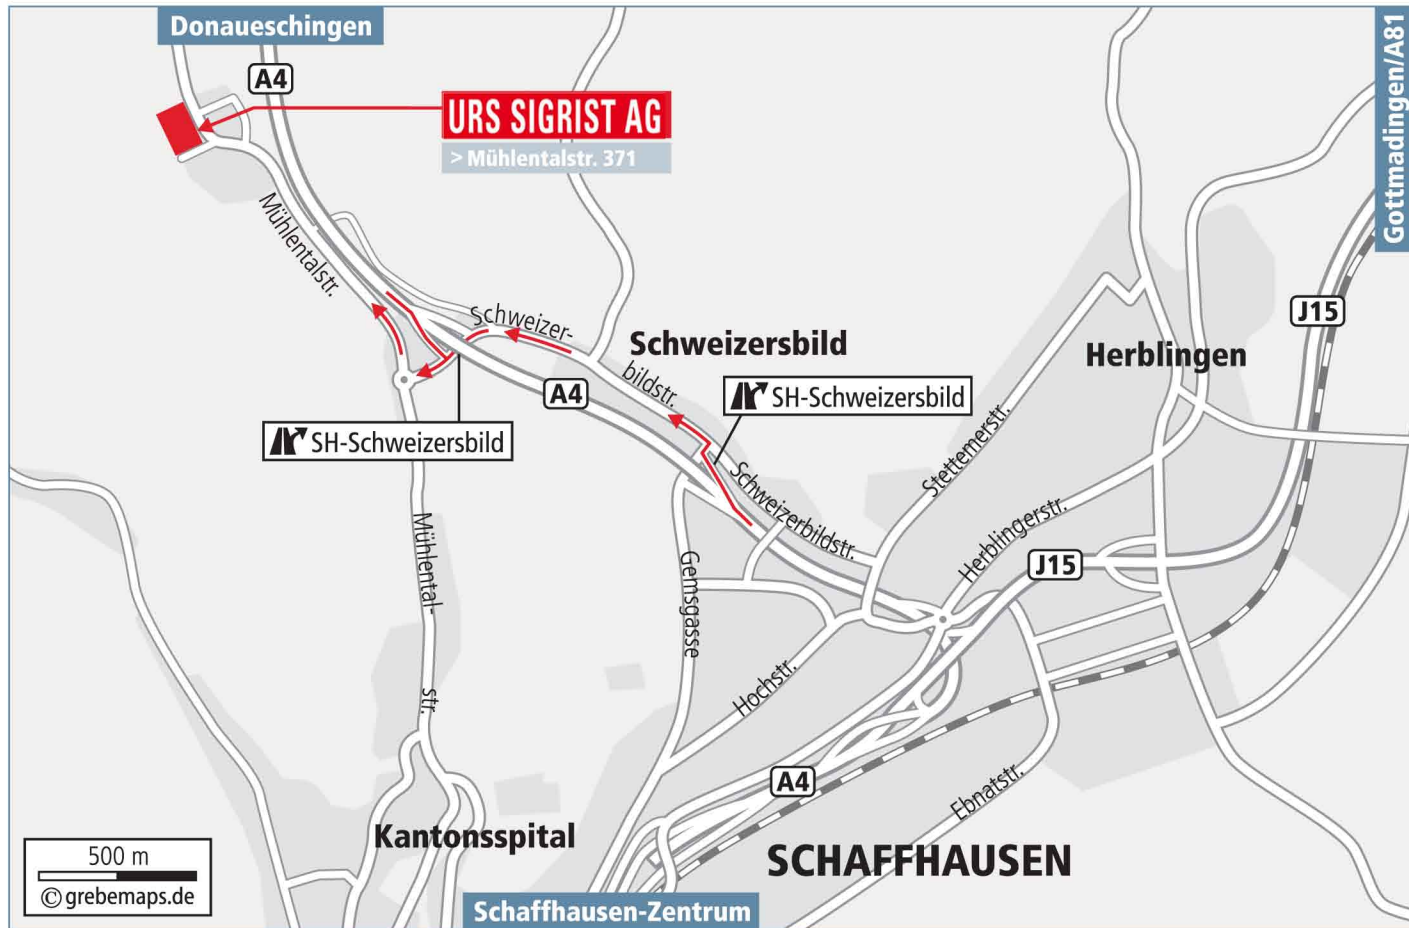 Donaueschingen
A4
URS SIGRIST AG
> Mühlentalstr. 371
Gottmadingen/A81
Mühlentalstr.
Schweizer-
bildstr.
Schweizersbild
J15
Herblingen
A4
SH-Schweizersbild
SH-Schweizersbild
Stettemerstr.
Schweizerbildstr.
Herblingerstr.
Mühlental-
str.
Gemsgasse
J15
Hochstr.
A4
Ebnatstr.
Kantonsspital
SCHAFFHAUSEN
500 m
© grebemaps.de
Schaffhausen-Zentrum